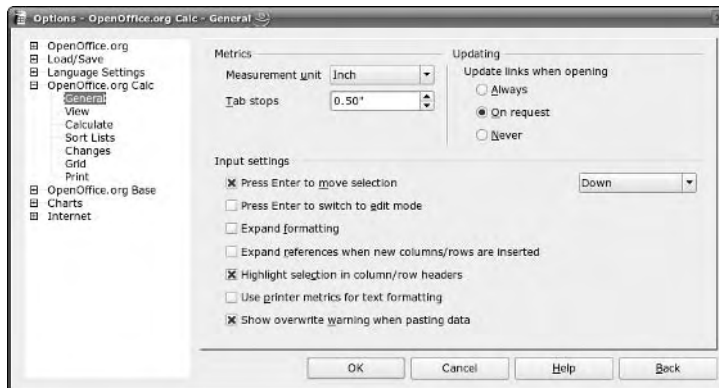 Options - OpenOffice.org Calc - General
OpenOffice.org
Load/Save
Language Settings
OpenOffice.org Calc
General
View
Calculate
Sort Lists
Changes
Grid
Print
OpenOffice.org Base
Charts
Internet
Metrics
Measurement unit Inch
Tab stops 0.50"
Updating
Update links when opening
Always
On request
Never
Input settings
Press Enter to move selection Down
Press Enter to switch to edit mode
Expand formatting
Expand references when new columns/rows are inserted
Highlight selection in column/row headers
Use printer metrics for text formatting
Show overwrite warning when pasting data
OK Cancel Help Back